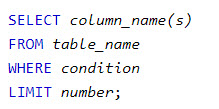 SELECT column_name(s)
FROM table_name
WHERE condition
LIMIT number;